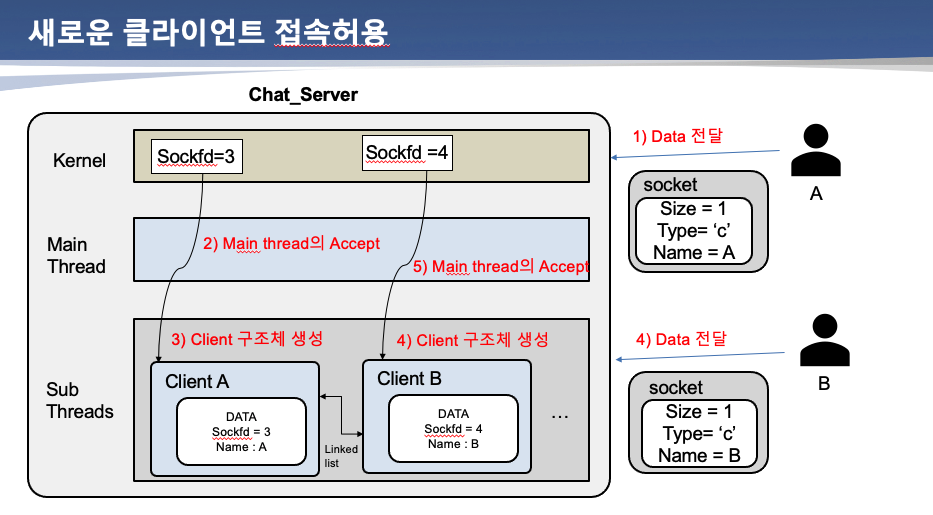 새로운 클라이언트 접속허용
Chat_Server
Kernel
Sockfd=3
Sockfd =4
1) Data 전달
A
socket
Size = 1
Type= ‘c’
Name = A
Main
Thread
2) Main thread의 Accept
5) Main thread의 Accept
3) Client 구조체 생성
4) Client 구조체 생성
4) Data 전달
B
Sub
Threads
Client A
DATA
Sockfd = 3
Name : A
Linked
list
Client B
DATA
Sockfd = 4
Name : B
...
socket
Size = 1
Type= ‘c’
Name = B